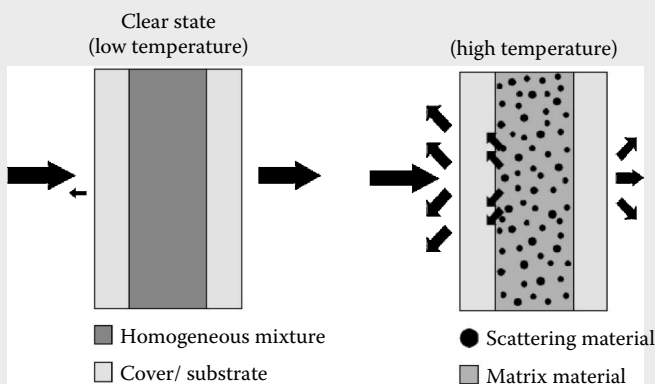 Clear state
(low temperature)
(high temperature)
Homogeneous mixture
Cover/ substrate
Scattering material
Matrix material